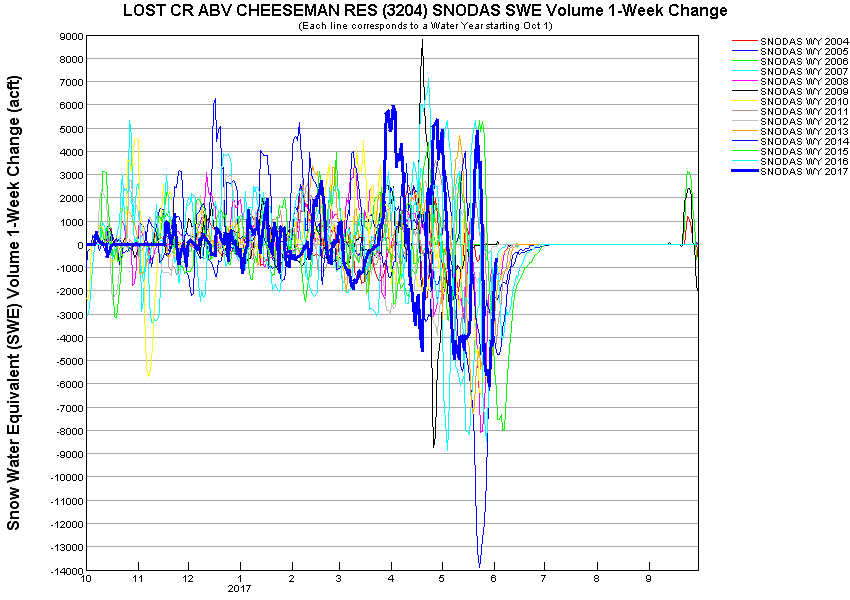 LOST CR ABV CHEESEMAN RES (3204) SNODAS SWE Volume 1-Week Change
(Each line corresponds to a Water Year starting Oct 1)
Snow Water Equivalent (SWE) Volume 1-Week Change (acft)
9000
8000
7000
6000
5000
4000
3000
2000
1000
0
-1000
-2000
-3000
-4000
-5000
-6000
-7000
-8000
-9000
-10000
-11000
-12000
-13000
-14000
10 11 12 1 2 3 4 5 6 7 8 9
2017
SNODAS WY 2004
SNODAS WY 2005
SNODAS WY 2006
SNODAS WY 2007
SNODAS WY 2008
SNODAS WY 2009
SNODAS WY 2010
SNODAS WY 2011
SNODAS WY 2012
SNODAS WY 2013
SNODAS WY 2014
SNODAS WY 2015
SNODAS WY 2016
SNODAS WY 2017